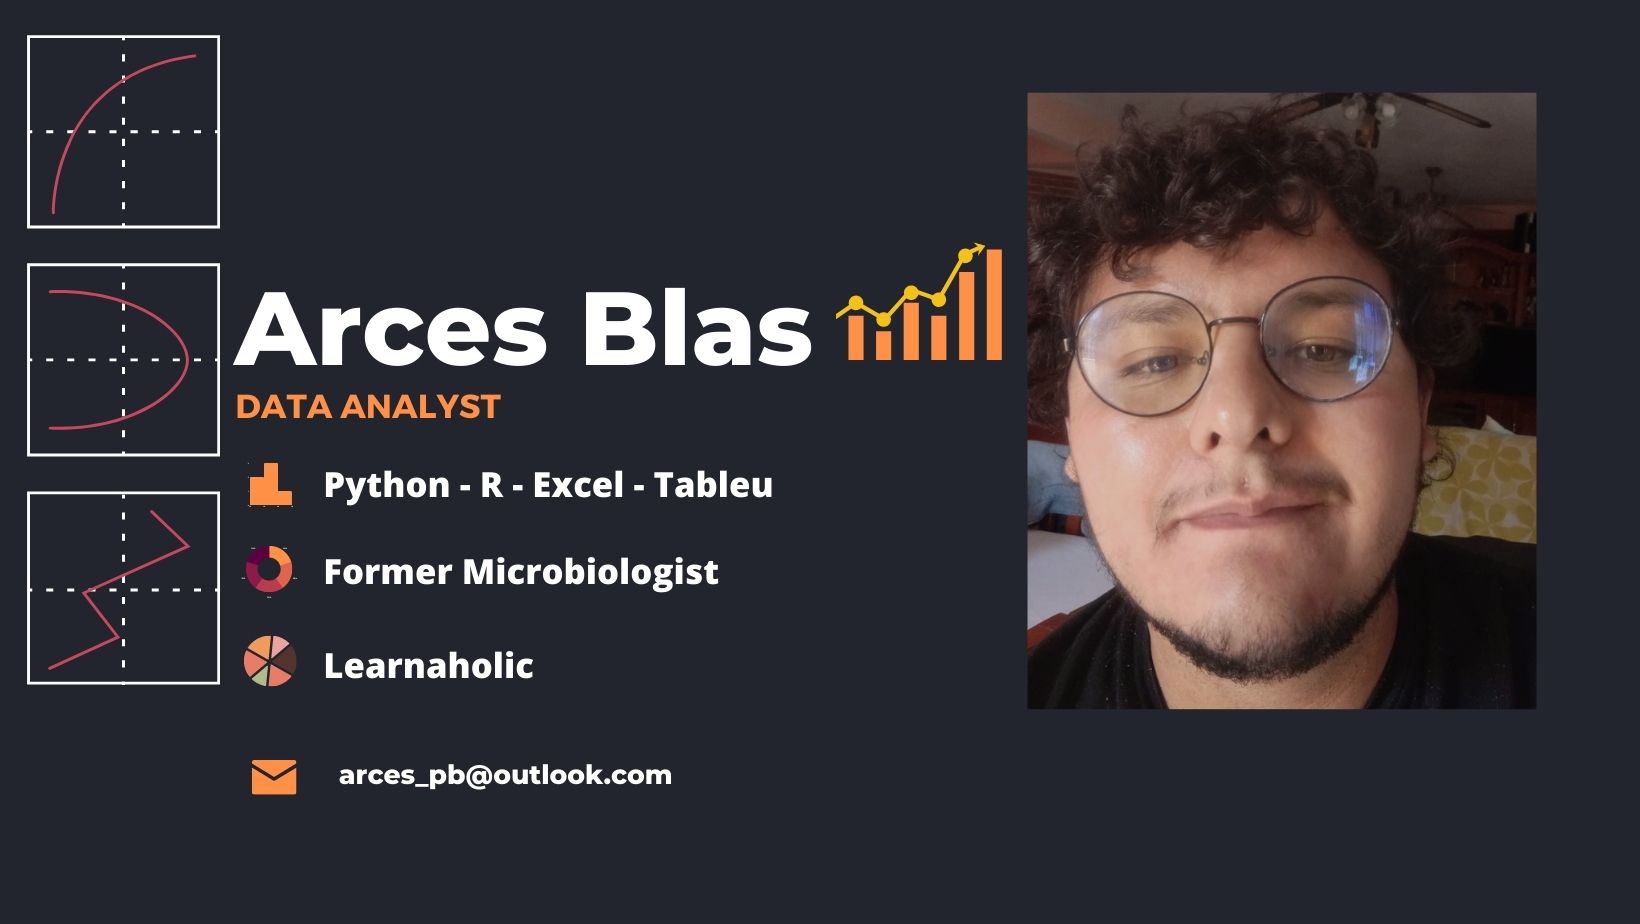 Arces Blas
DATA ANALYST
Python - R - Excel - Tableu
Former Microbiologist
Learnaholic
arces_pb@outlook.com